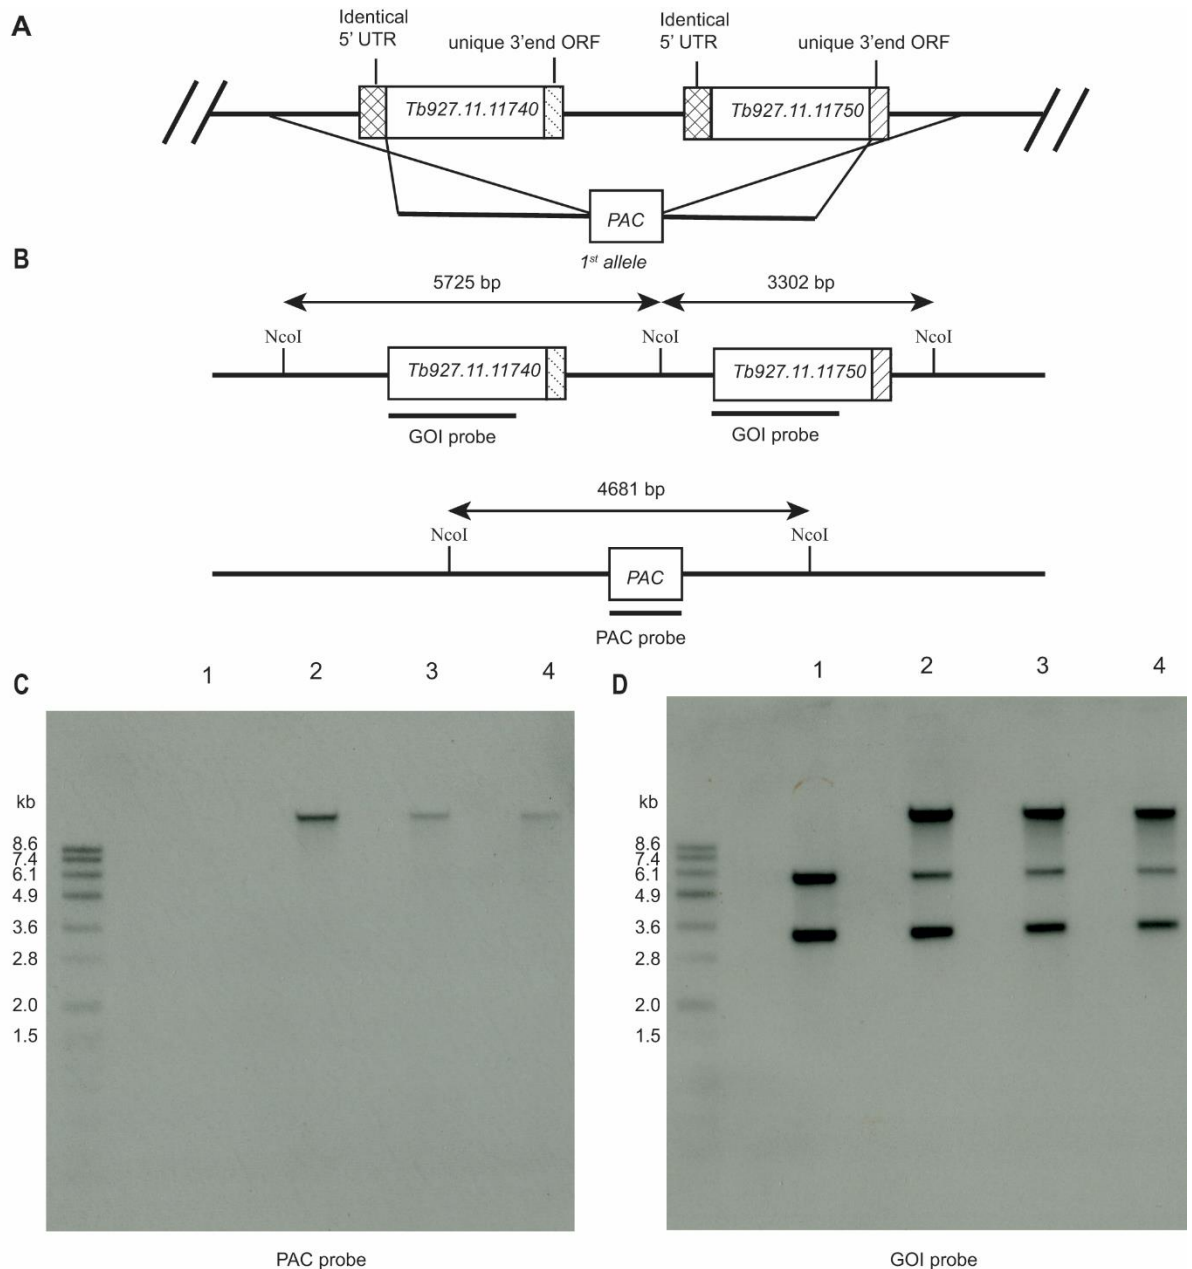 A
Identical
5' UTR
unique 3'end ORF
Identical
5' UTR
unique 3'end ORF
Tb927.11.11740
Tb927.11.11750
PAC
1st allele
B
5725 bp
3302 bp
NcoI
NcoI
NcoI
Tb927.11.11740
Tb927.11.11750
GOI probe
GOI probe
4681 bp
NcoI
NcoI
PAC
PAC probe
C
1 2 3 4
kb
8.6
7.4
6.1
4.9
3.6
2.8
2.0
1.5
PAC probe
D
1 2 3 4
kb
8.6
7.4
6.1
4.9
3.6
2.8
2.0
1.5
GOI probe